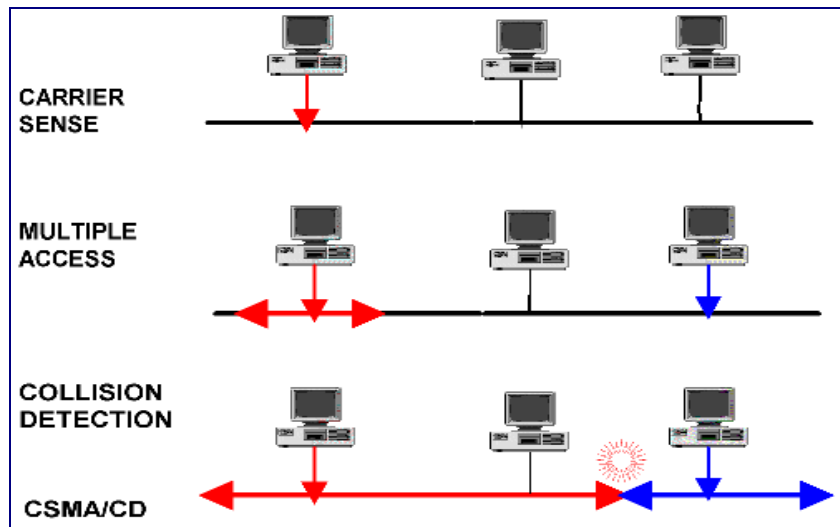 CARRIER
SENSE
MULTIPLE
ACCESS
COLLISION
DETECTION
CSMA/CD